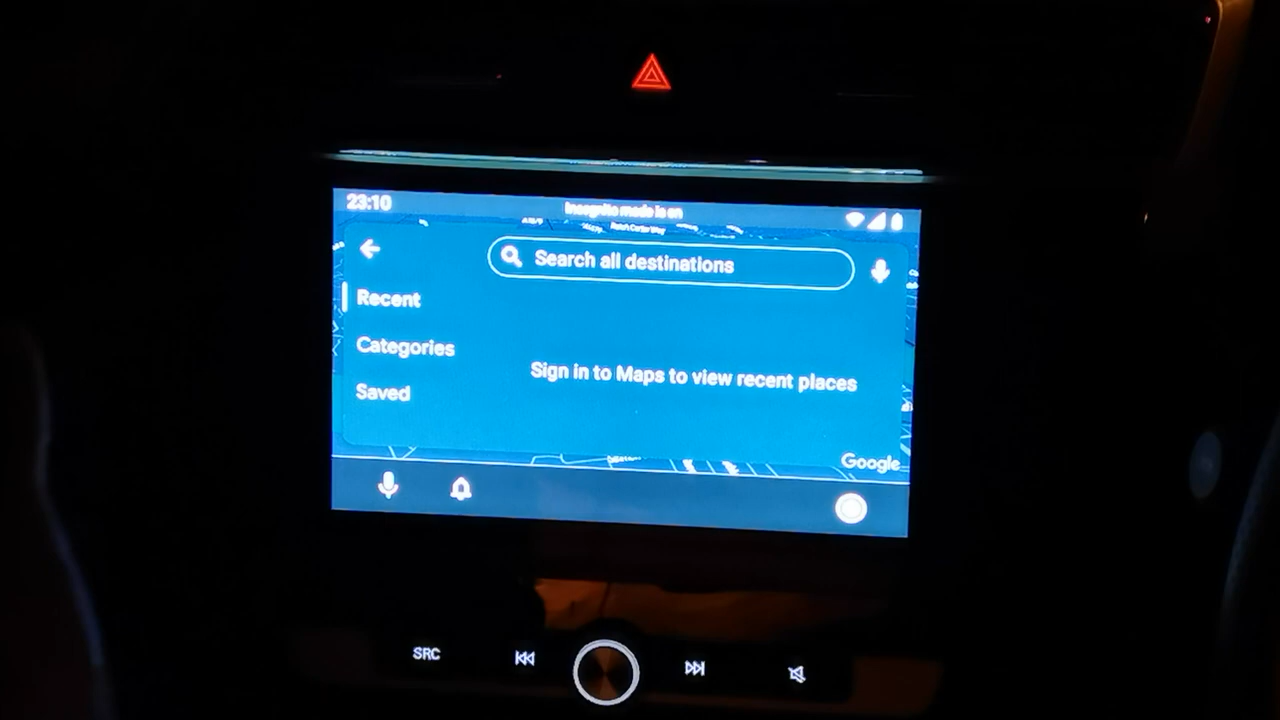 23:10
Incognito mode is on
Search all destinations
Recent
Categories
Sign in to Maps to view recent places
Saved
Google
SRC